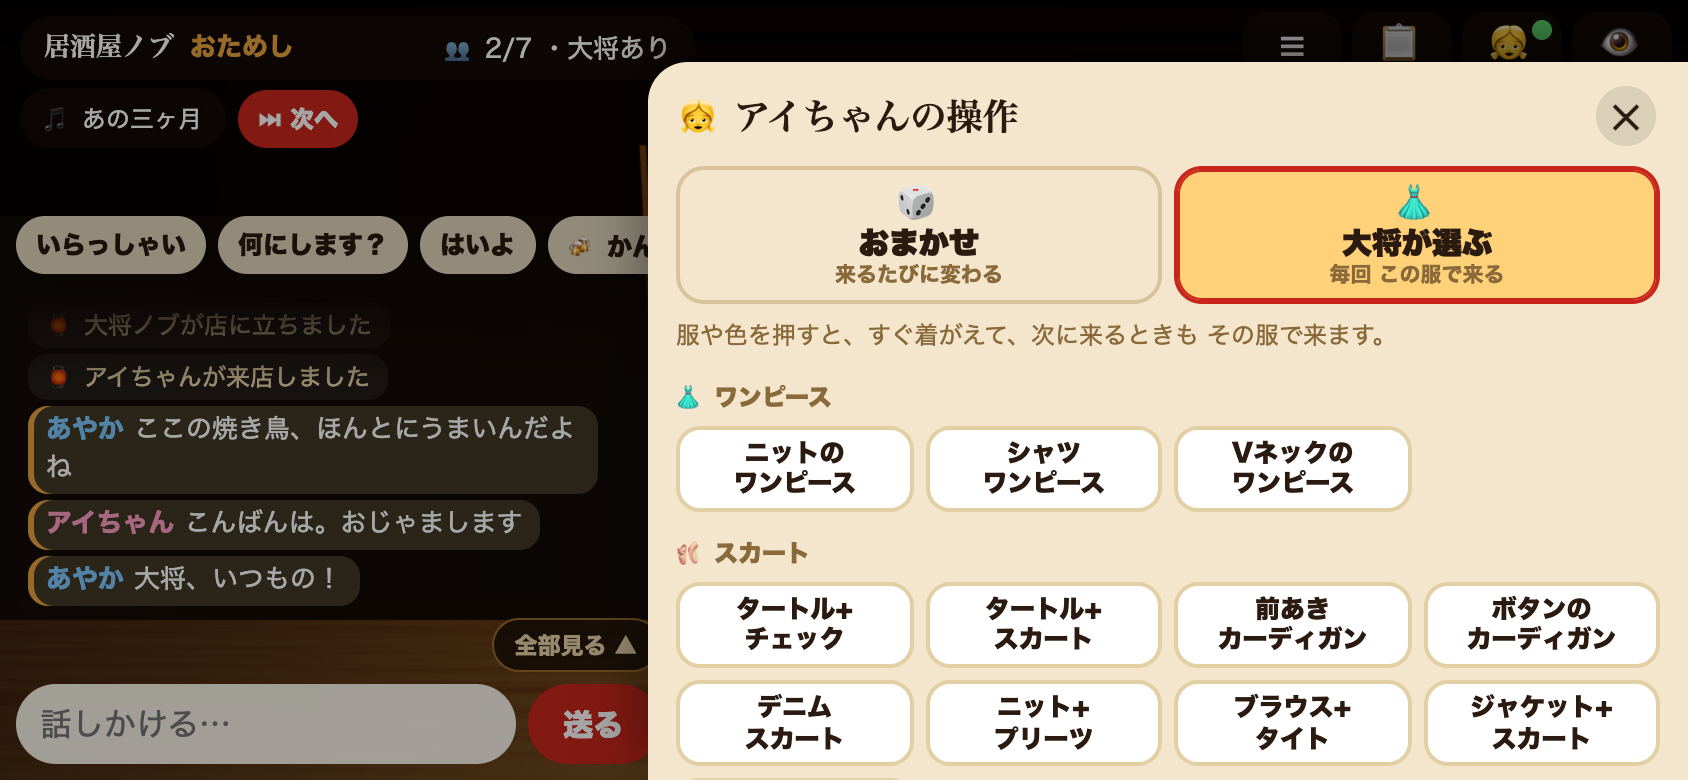 居酒屋ノブ おためし
2/7 ・大将あり
あの三ヶ月
次へ
いらっしゃい
何にします？
はいよ
かん
大将ノブが店に立ちました
アイちゃんが来店しました
あやか ここの焼き鳥、ほんとにうまいんだよ
ね
アイちゃん こんばんは。おじゃまします
あやか 大将、いつもの！
全部見る ▲
話しかける…
送る
アイちゃんの操作
おまかせ
来るたびに変わる
大将が選ぶ
毎回 この服で来る
服や色を押すと、すぐ着がえて、次に来るときも その服で来ます。
ワンピース
ニットの
ワンピース
シャツ
ワンピース
Vネックの
ワンピース
スカート
タートル+
チェック
タートル+
スカート
前あき
カーディガン
ボタンの
カーディガン
デニム
スカート
ニット+
プリーツ
ブラウス+
タイト
ジャケット+
スカート